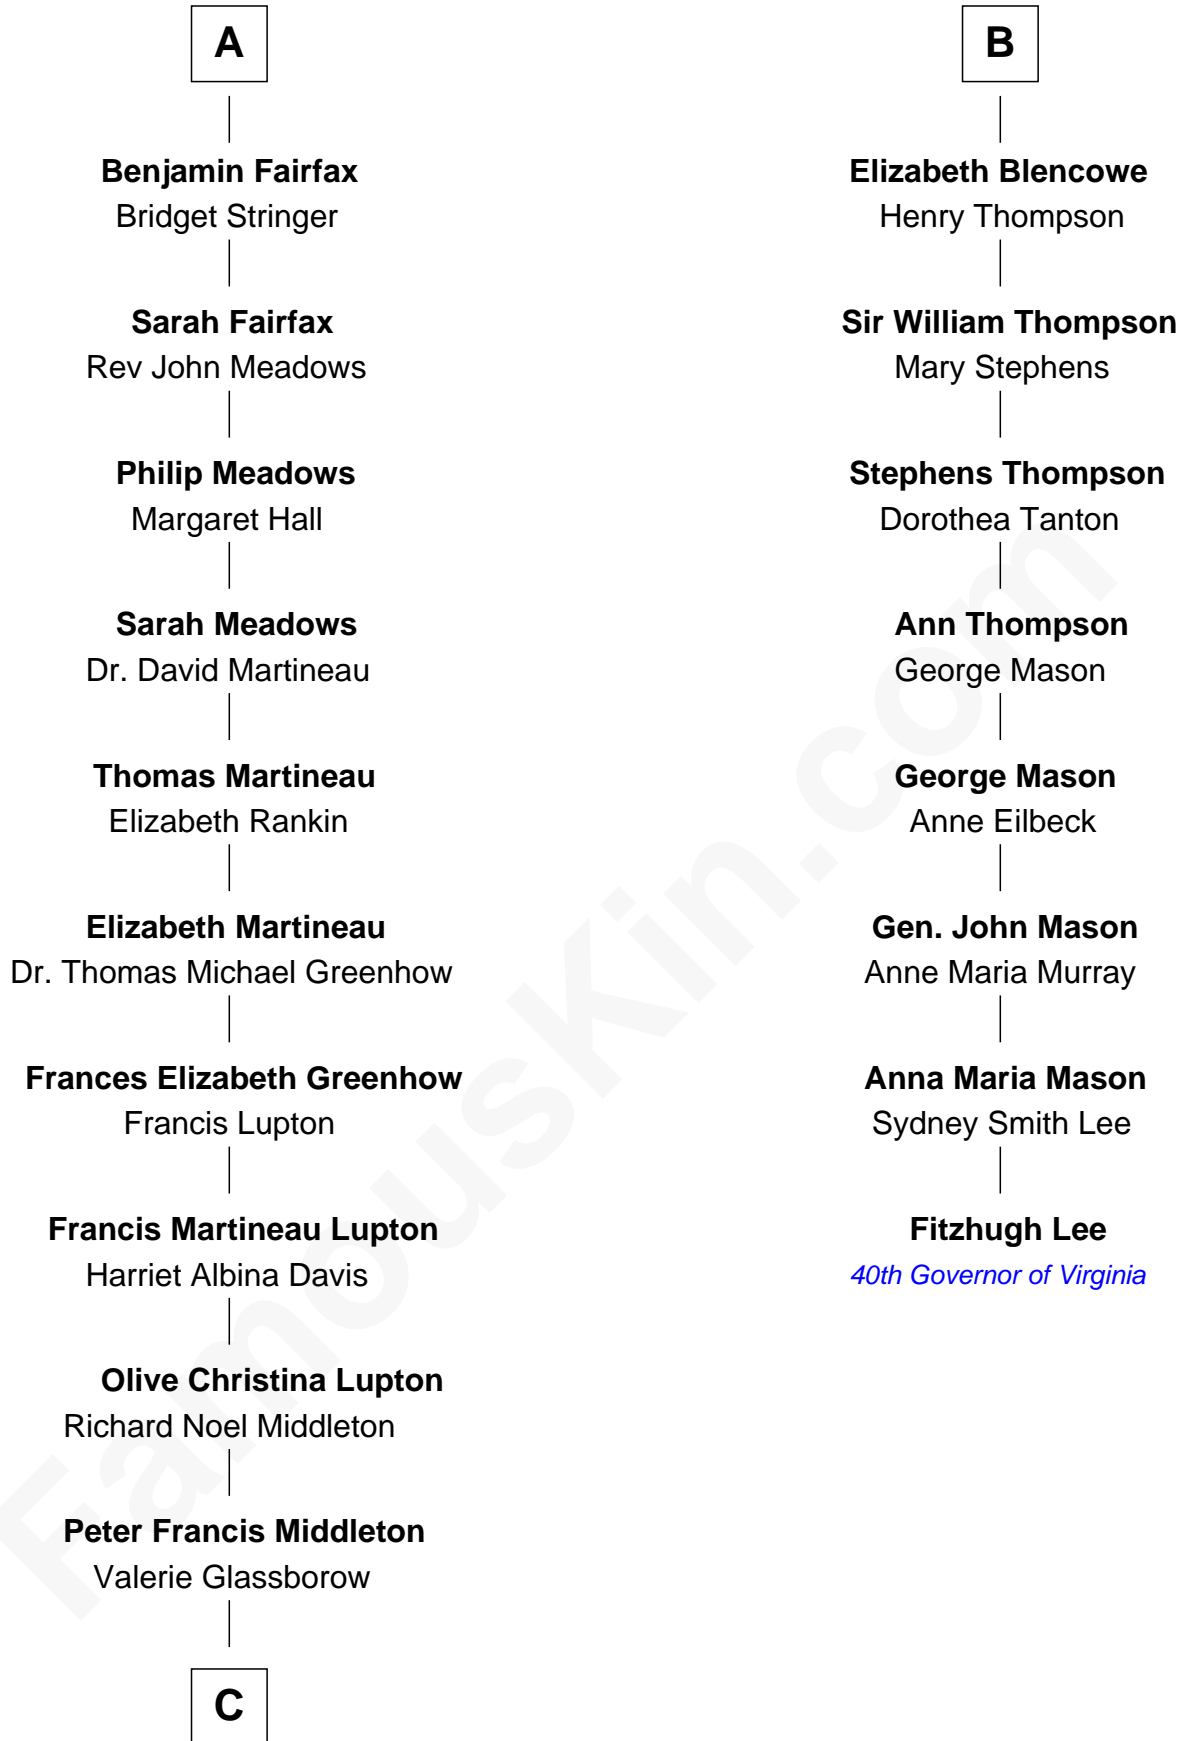 A
Benjamin Fairfax
Bridget Stringer
Sarah Fairfax
Rev John Meadows
Philip Meadows
Margaret Hall
Sarah Meadows
Dr. David Martineau
Thomas Martineau
Elizabeth Rankin
Elizabeth Martineau
Dr. Thomas Michael Greenhow
Frances Elizabeth Greenhow
Francis Lupton
Francis Martineau Lupton
Harriet Albina Davis
Olive Christina Lupton
Richard Noel Middleton
Peter Francis Middleton
Valerie Glassborow
C
B
Elizabeth Blencowe
Henry Thompson
Sir William Thompson
Mary Stephens
Stephens Thompson
Dorothea Tanton
Ann Thompson
George Mason
George Mason
Anne Eilbeck
Gen. John Mason
Anne Maria Murray
Anna Maria Mason
Sydney Smith Lee
Fitzhugh Lee
40th Governor of Virginia
FamousKin.com